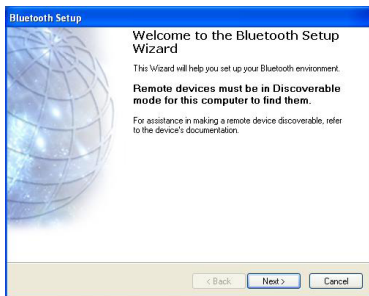 Bluetooth Setup
Welcome to the Bluetooth Setup
Wizard
This Wizard will help you set up your Bluetooth environment.
Remote devices must be in Discoverable
mode for this computer to find them.
For assistance in making a remote device discoverable, refer
to the device's documentation.
< Back Next > Cancel